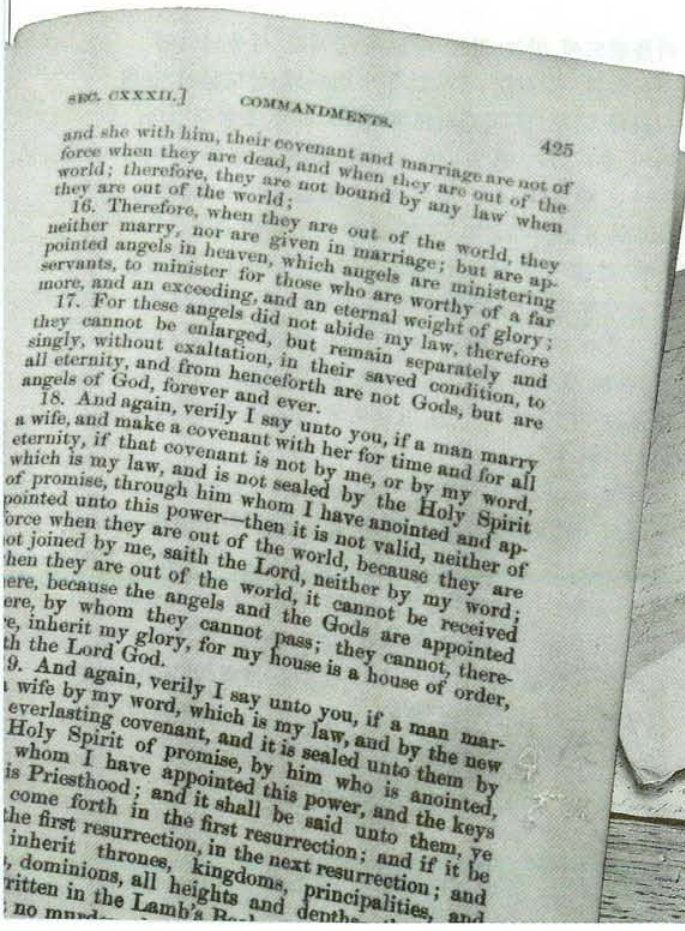 SEC. CXXXII.] COMMANDMENTS. 425
and she with him, their covenant and marriage are not of
force when they are dead, and when they are out of the
world; therefore, they are not bound by any law when
they are out of the world;
16. Therefore, when they are out of the world, they
neither marry, nor are given in marriage; but are ap-
pointed angels in heaven, which angels are ministering
servants, to minister for those who are worthy of a far
more, and an exceeding, and an eternal weight of glory;
17. For these angels did not abide my law, therefore
they cannot be enlarged, but remain separately and
singly, without exaltation, in their saved condition, to
all eternity, and from henceforth are not Gods, but are
angels of God, forever and ever.
18. And again, verily I say unto you, if a man marry
a wife, and make a covenant with her for time and for all
eternity, if that covenant is not by me, or by my word,
which is my law, and is not sealed by the Holy Spirit
of promise, through him whom I have anointed and ap-
pointed unto this power—then it is not valid, neither of
force when they are out of the world, because they are
not joined by me, saith the Lord, neither by my word;
when they are out of the world, it cannot be received
ere, because the angels and the Gods are appointed
ere, by whom they cannot pass; they cannot, there-
e, inherit my glory, for my house is a house of order,
th the Lord God.
9. And again, verily I say unto you, if a man mar-
wife by my word, which is my law, and by the new
everlasting covenant, and it is sealed unto them by
Holy Spirit of promise, by him who is anointed,
whom I have appointed this power, and the keys
is Priesthood; and it shall be said unto them, ye
come forth in the first resurrection; and if it be
the first resurrection, in the next resurrection; and
inherit thrones, kingdoms, principalities, and
dominions, all heights and depths
ritten in the Lamb's
no